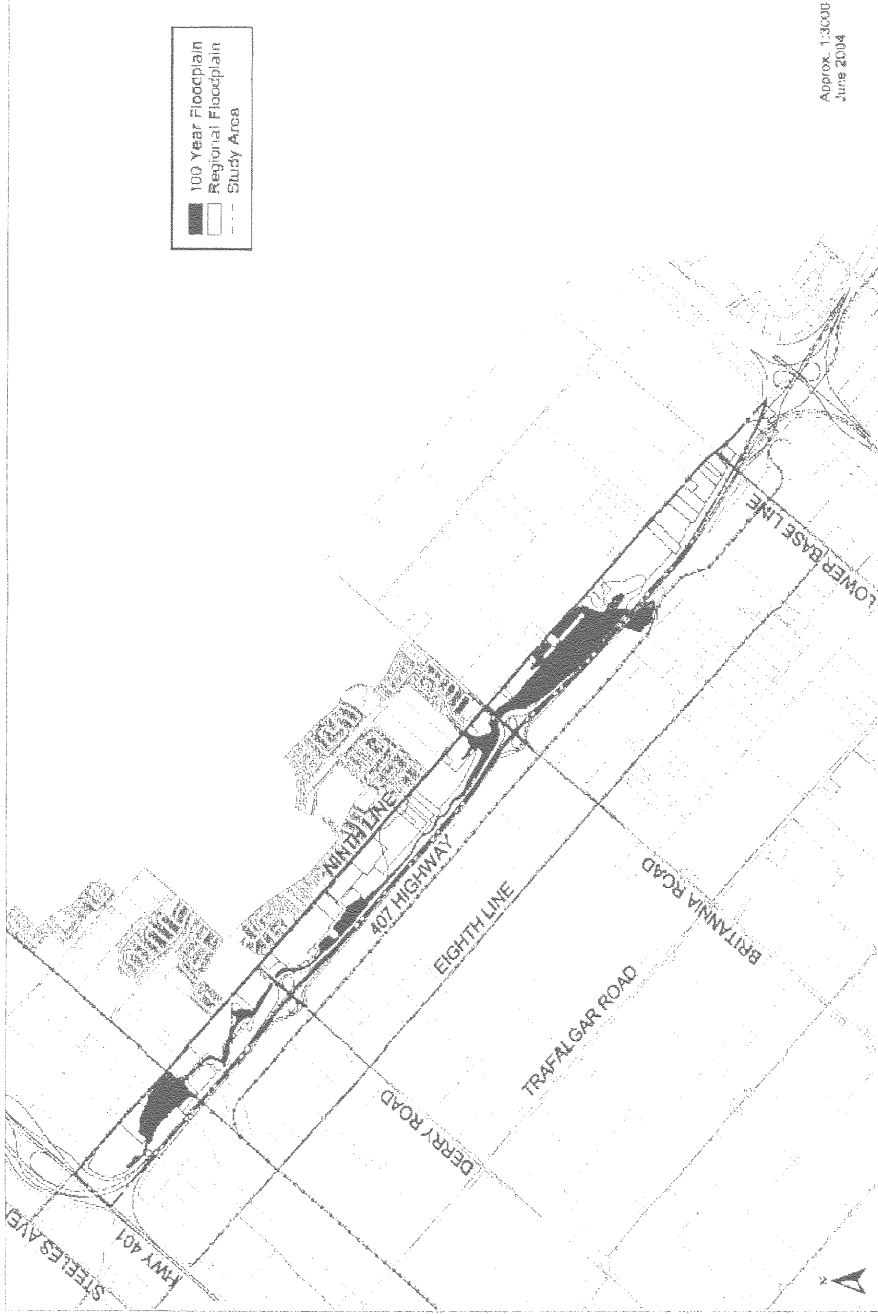 100 Year Floodplain
Regional Floodplain
Study Area
Approx. 1:3000
June 2004
STEELES AVE
HWY 401
NINTH LINE
407 HIGHWAY
EIGHTH LINE
DERRY ROAD
TRAFALGAR ROAD
BRITANNIA ROAD
LOWER BASE LINE